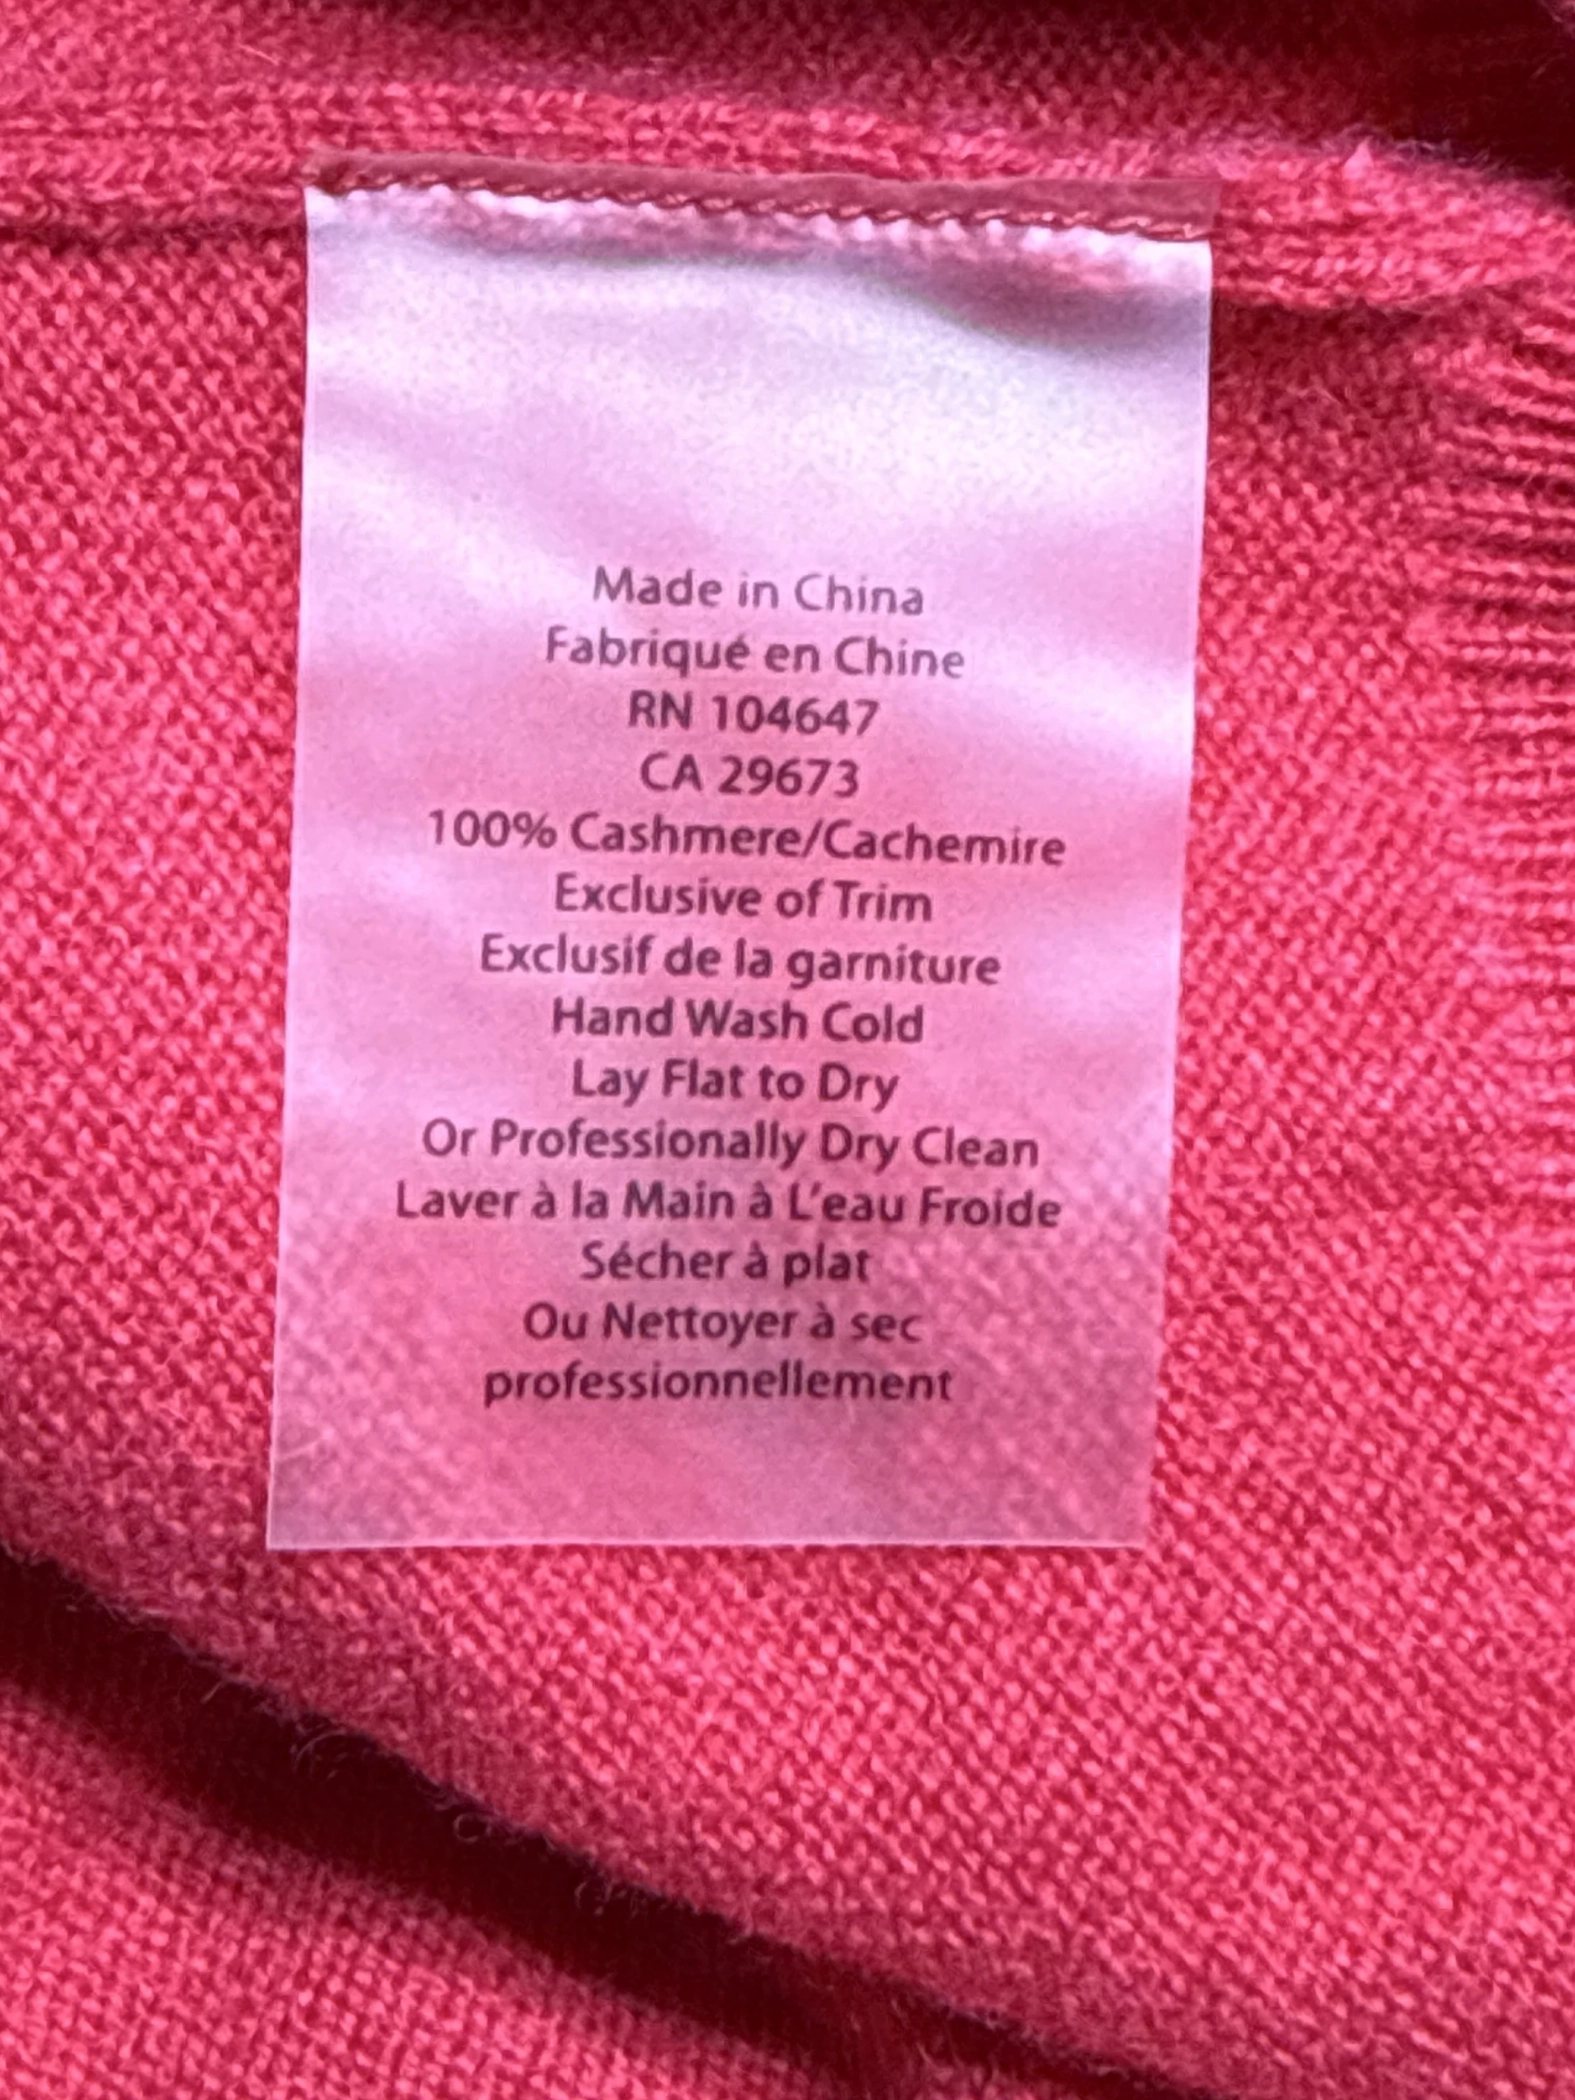 Made in China
Fabriqué en Chine
RN 104647
CA 29673
100% Cashmere/Cachemire
Exclusive of Trim
Exclusif de la garniture
Hand Wash Cold
Lay Flat to Dry
Or Professionally Dry Clean
Laver à la Main à L'eau Froide
Sécher à plat
Ou Nettoyer à sec
professionnellement